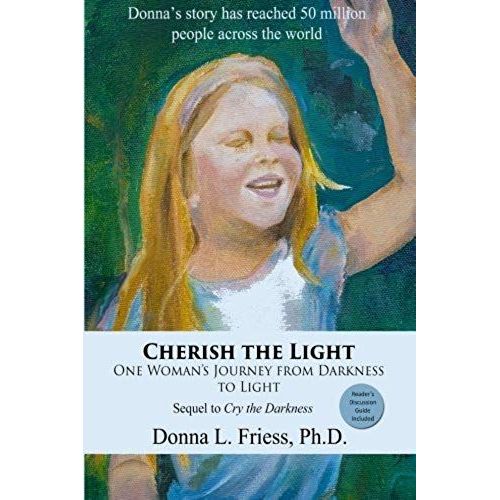 Donna's story has reached 50 million
people across the world
CHERISH THE LIGHT
ONE WOMAN'S JOURNEY FROM DARKNESS
TO LIGHT
Sequel to Cry the Darkness
Reader's
Discussion
Guide
Included
Donna L. Friess, Ph.D.